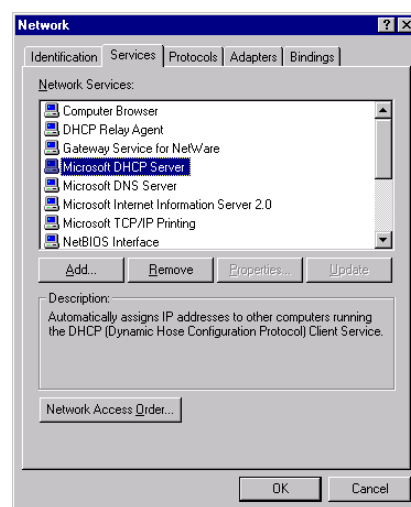 Network
Identification Services Protocols Adapters Bindings
Network Services:
Computer Browser
DHCP Relay Agent
Gateway Service for NetWare
Microsoft DHCP Server
Microsoft DNS Server
Microsoft Internet Information Server 2.0
Microsoft TCP/IP Printing
NetBIOS Interface
Add... Remove Properties... Update
Description:
Automatically assigns IP addresses to other computers running
the DHCP (Dynamic Hose Configuration Protocol) Client Service.
Network Access Order...
OK Cancel